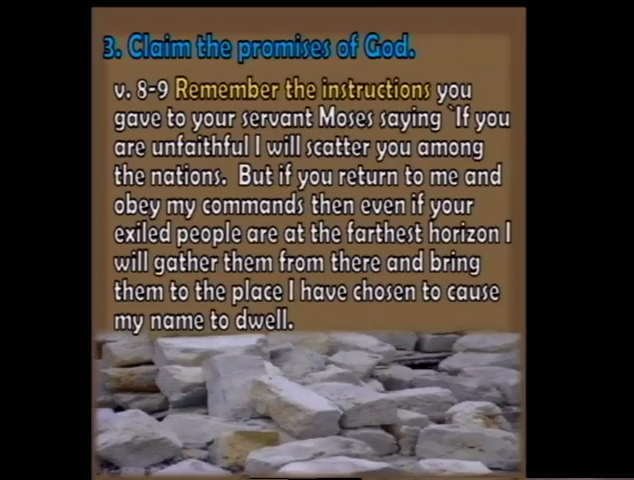 3. Claim the promises of God.
v. 8-9 Remember the instructions you
gave to your servant Moses saying `If you
are unfaithful I will scatter you among
the nations. But if you return to me and
obey my commands then even if your
exiled people are at the farthest horizon I
will gather them from there and bring
them to the place I have chosen to cause
my name to dwell.